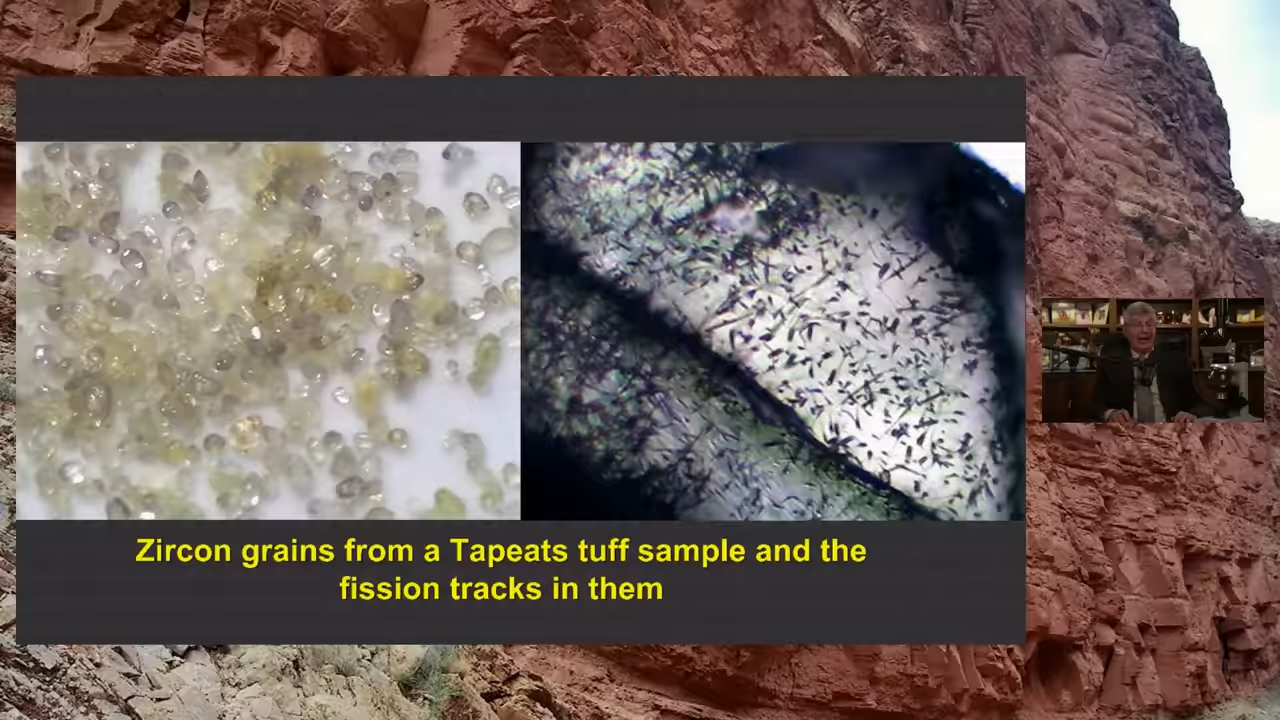 Zircon grains from a Tapeats tuff sample and the
fission tracks in them